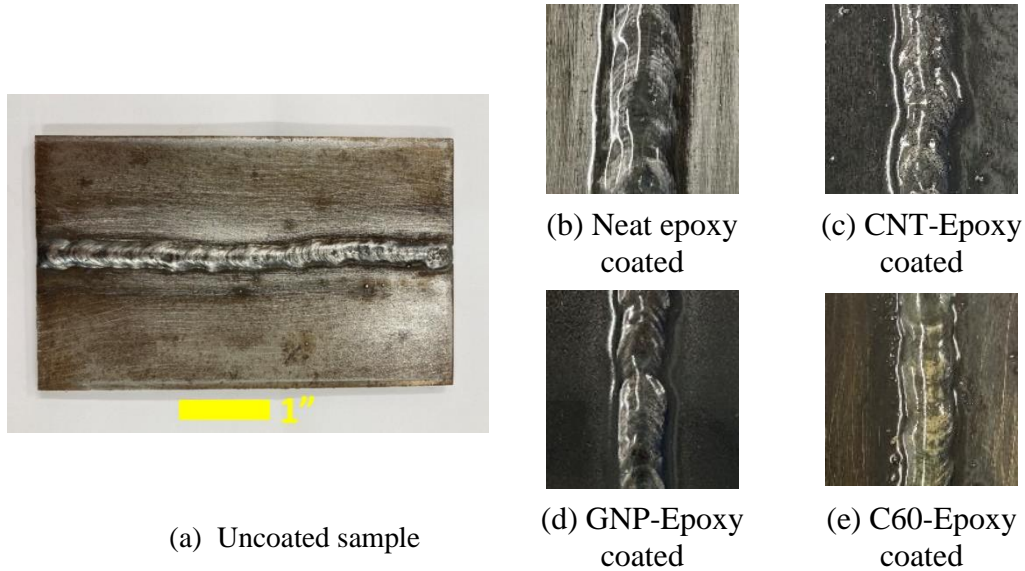 1”
(a) Uncoated sample
(b) Neat epoxy
coated
(c) CNT-Epoxy
coated
(d) GNP-Epoxy
coated
(e) C60-Epoxy
coated